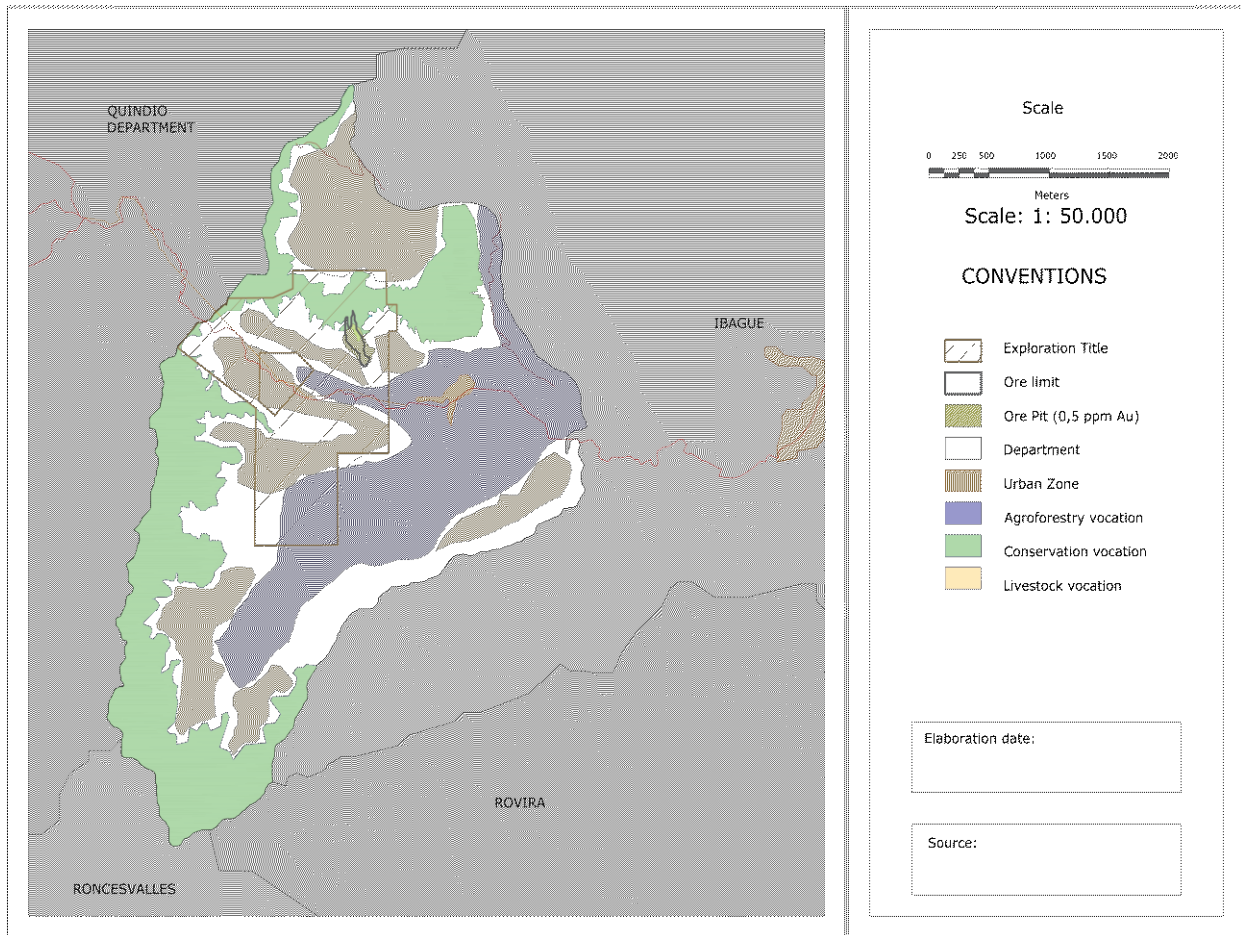 QUINDIO
DEPARTMENT
IBAGUE
ROVIRA
RONCESVALLES
Scale
0 250 500 1000 1500 2000
Meters
Scale: 1: 50.000
CONVENTIONS
Exploration Title
Ore limit
Ore Pit (0,5 ppm Au)
Department
Urban Zone
Agroforestry vocation
Conservation vocation
Livestock vocation
Elaboration date:
Source: